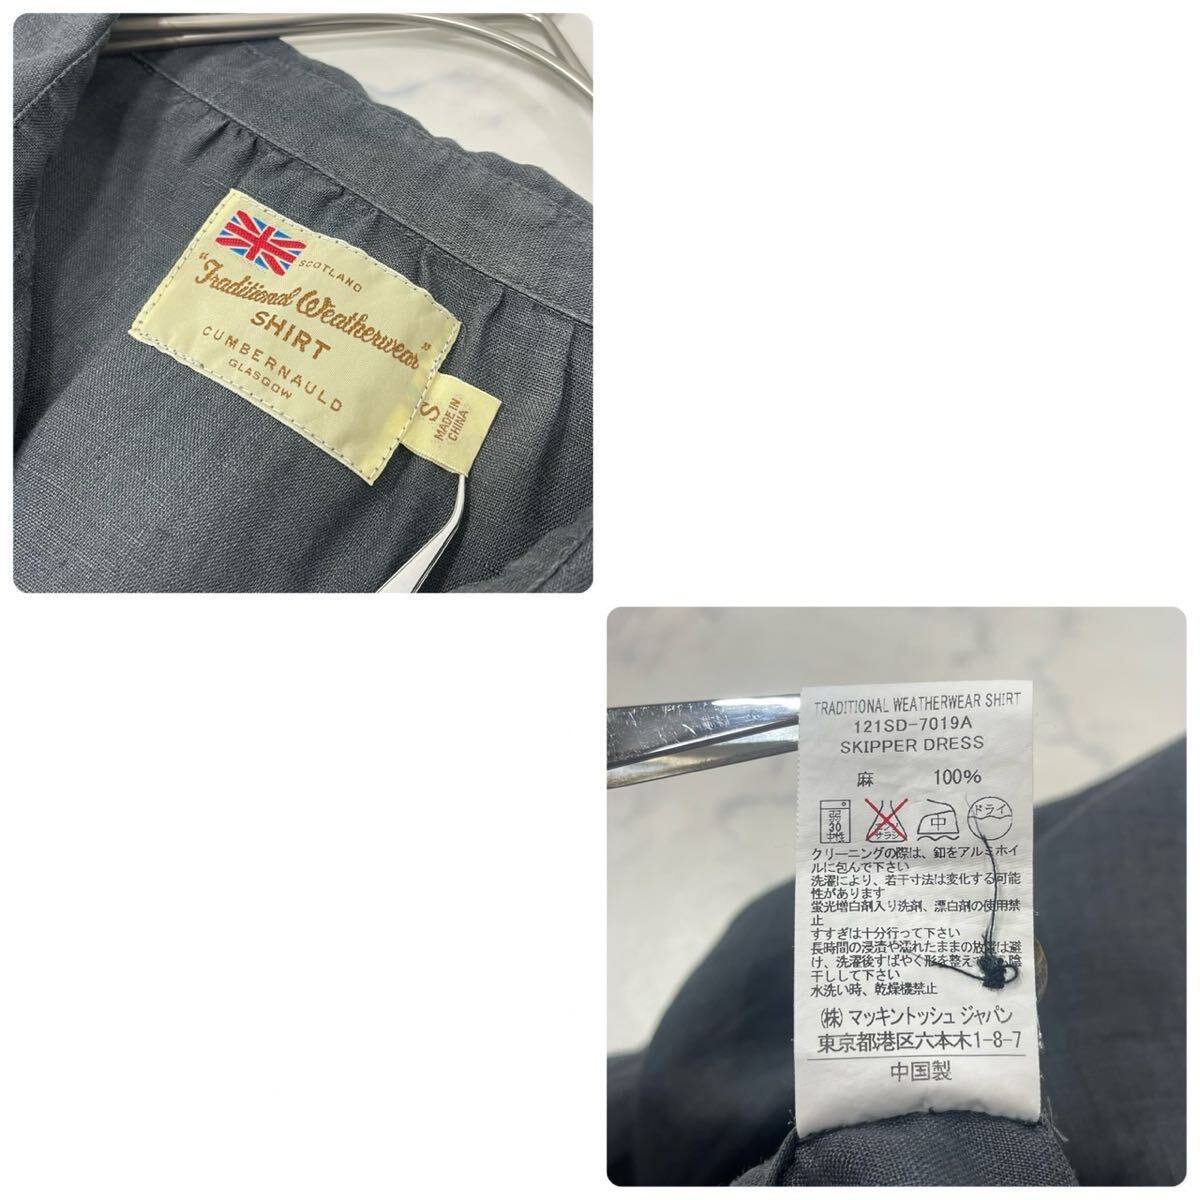 SCOTLAND
"Traditional Weatherwear"
SHIRT
CUMBERNAULD
GLASGOW
S
MADE IN
CHINA
TRADITIONAL WEATHERWEAR SHIRT
121SD-7019A
SKIPPER DRESS
麻 100%
弱
30
中性
エンソ
サラシ
中
ドライ
クリーニングの際は、釦をアルミホイ
ルに包んで下さい
洗濯により、若干寸法は変化する可能
性があります
蛍光増白剤入り洗剤、漂白剤の使用禁
止
すすぎは十分行って下さい
長時間の浸漬や濡れたままの放置は避
け、洗濯後すばやく形を整え
干しして下さい
水洗い時、乾燥機禁止
(株)マッキントッシュ ジャパン
東京都港区六本木1-8-7
中国製